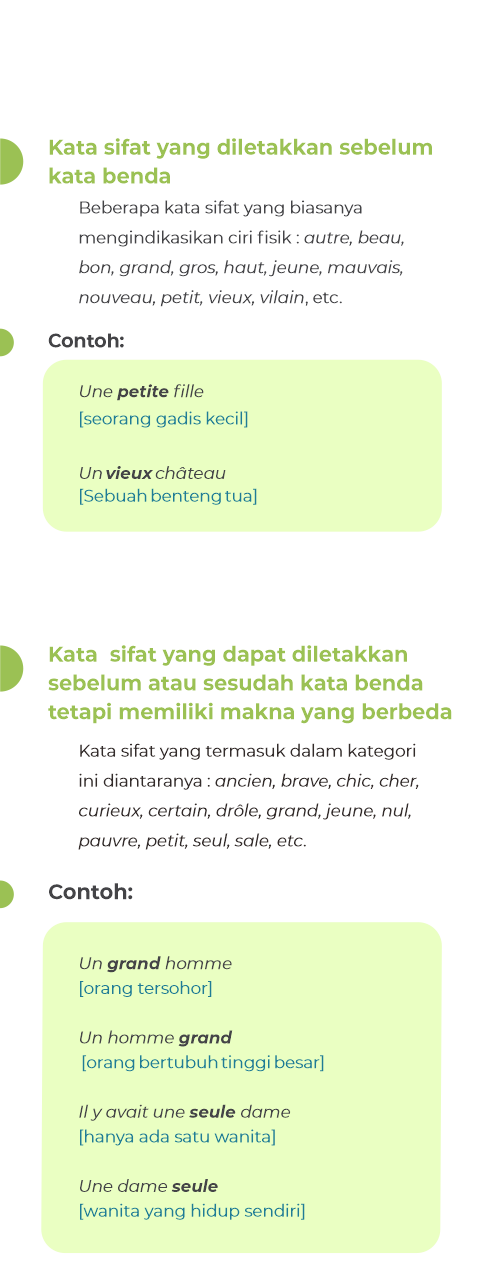 Kata sifat yang diletakkan sebelum
kata benda
Beberapa kata sifat yang biasanya
mengindikasikan ciri fisik : autre, beau,
bon, grand, gros, haut, jeune, mauvais,
nouveau, petit, vieux, vilain, etc.
Contoh:
Une petite fille
[seorang gadis kecil]
Un vieux château
[Sebuah benteng tua]
Kata sifat yang dapat diletakkan
sebelum atau sesudah kata benda
tetapi memiliki makna yang berbeda
Kata sifat yang termasuk dalam kategori
ini diantaranya : ancien, brave, chic, cher,
curieux, certain, drôle, grand, jeune, nul,
pauvre, petit, seul, sale, etc.
Contoh:
Un grand homme
[orang tersohor]
Un homme grand
[orang bertubuh tinggi besar]
Il y avait une seule dame
[hanya ada satu wanita]
Une dame seule
[wanita yang hidup sendiri]